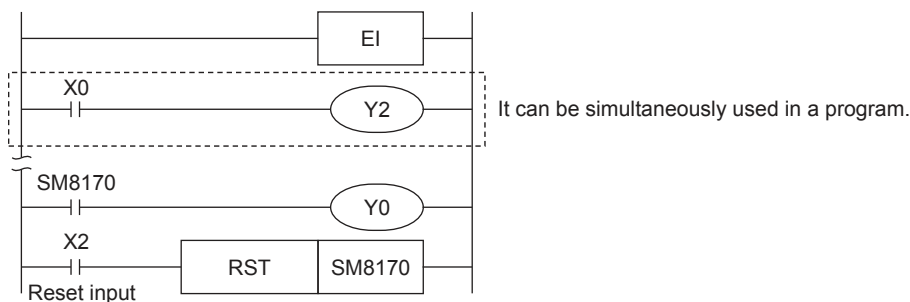 EI
X0
Y2
It can be simultaneously used in a program.
SM8170
Y0
X2
RST
SM8170
Reset input